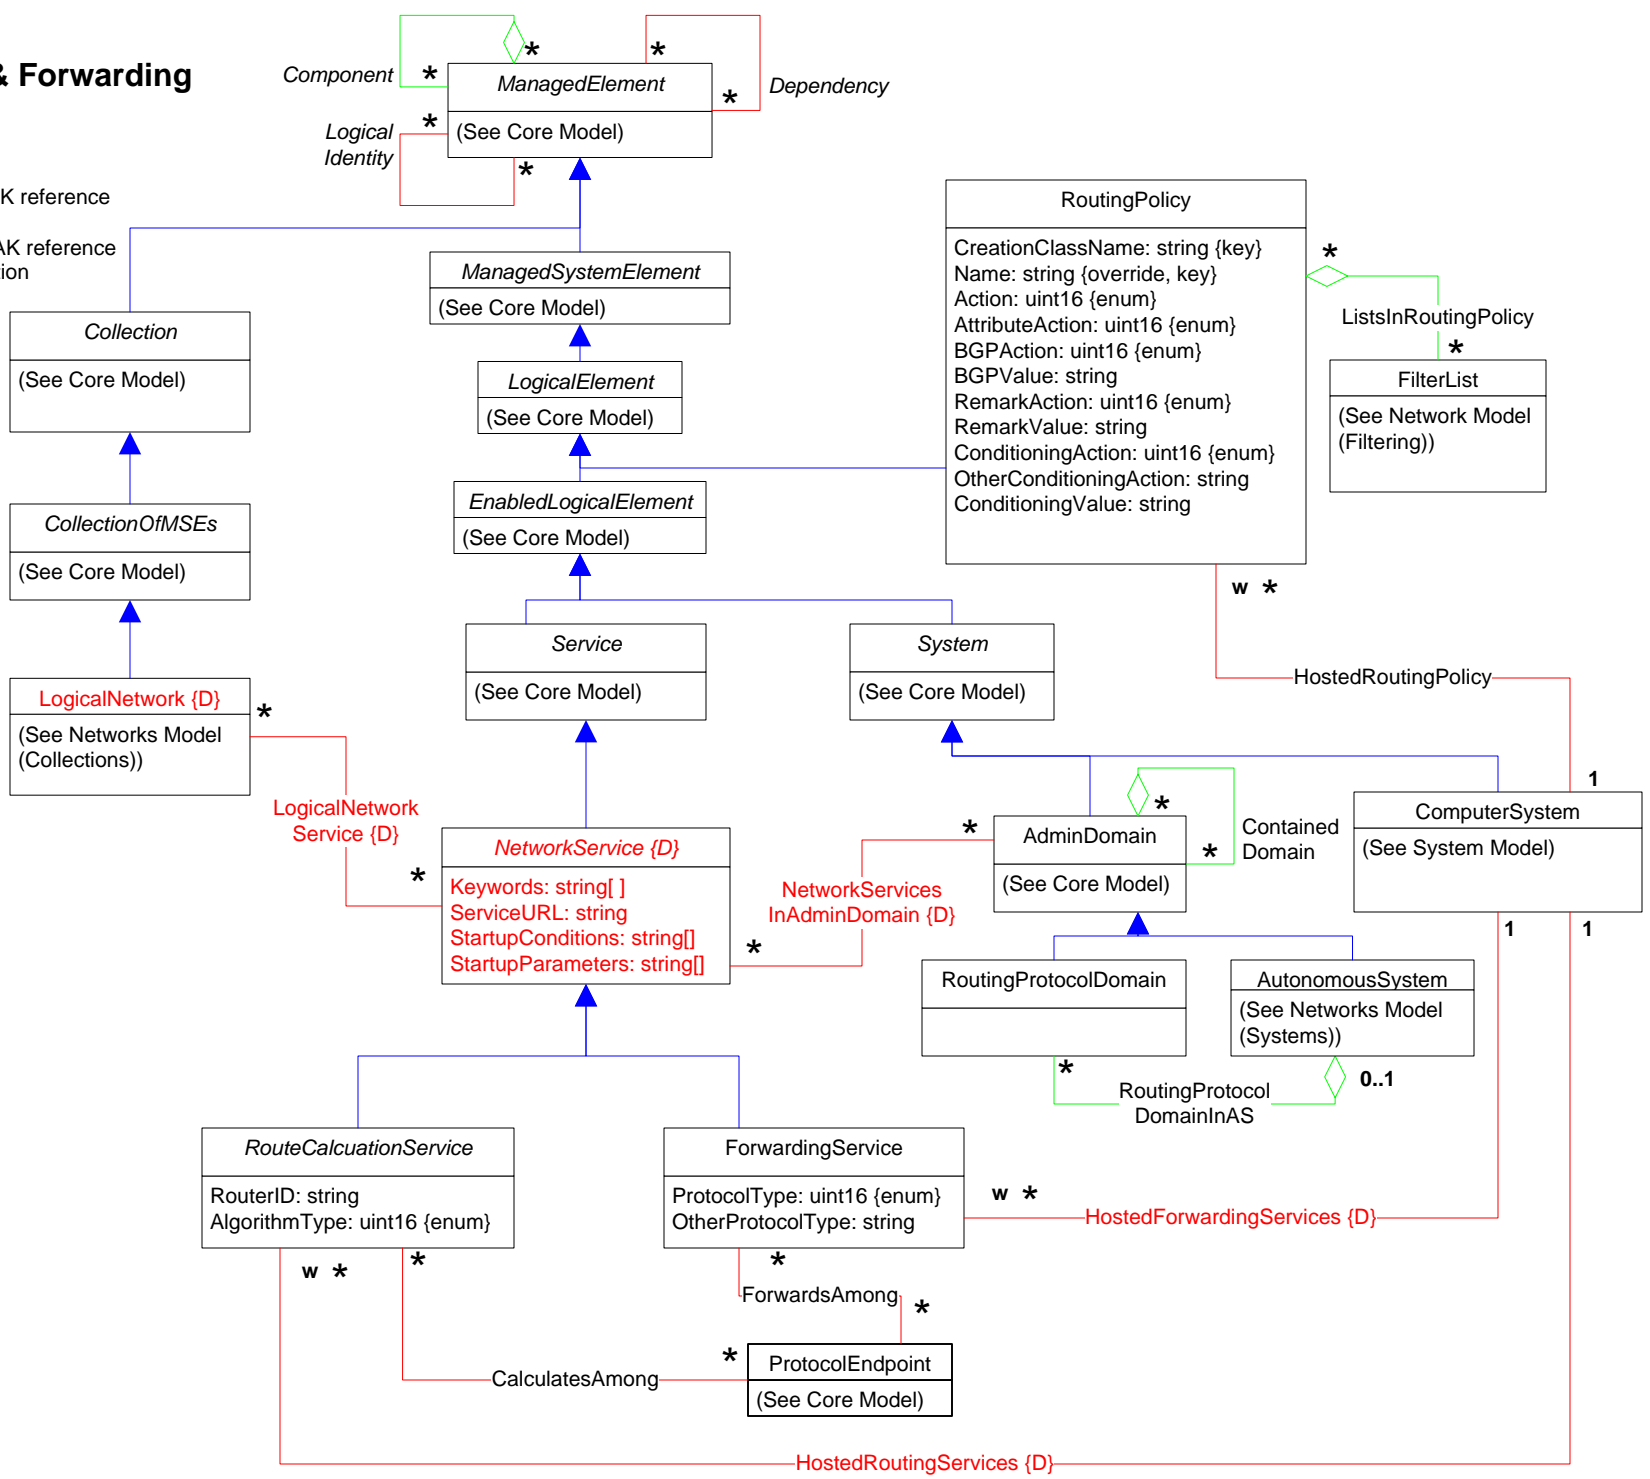 & Forwarding
Component
*
*
ManagedElement
(See Core Model)
*
*
Dependency
*
Logical
Identity
*
K reference
AK reference
tion
RoutingPolicy
CreationClassName: string {key}
Name: string {override, key}
Action: uint16 {enum}
AttributeAction: uint16 {enum}
BGPAction: uint16 {enum}
BGPValue: string
RemarkAction: uint16 {enum}
RemarkValue: string
ConditioningAction: uint16 {enum}
OtherConditioningAction: string
ConditioningValue: string
*
ListsInRoutingPolicy
*
FilterList
(See Network Model
(Filtering))
ManagedSystemElement
(See Core Model)
Collection
(See Core Model)
LogicalElement
(See Core Model)
EnabledLogicalElement
(See Core Model)
CollectionOfMSEs
(See Core Model)
w *
HostedRoutingPolicy
1
Service
(See Core Model)
System
(See Core Model)
LogicalNetwork {D}
(See Networks Model
(Collections))
*
LogicalNetwork
Service {D}
*
NetworkService {D}
Keywords: string[ ]
ServiceURL: string
StartupConditions: string[]
StartupParameters: string[]
*
NetworkServices
InAdminDomain {D}
*
AdminDomain
(See Core Model)
*
*
Contained
Domain
ComputerSystem
(See System Model)
1
1
RoutingProtocolDomain
AutonomousSystem
(See Networks Model
(Systems))
*
RoutingProtocol
DomainInAS
0..1
RouteCalcuationService
RouterID: string
AlgorithmType: uint16 {enum}
ForwardingService
ProtocolType: uint16 {enum}
OtherProtocolType: string
w *
HostedForwardingServices {D}
w *
*
*
ForwardsAmong
*
*
CalculatesAmong
ProtocolEndpoint
(See Core Model)
HostedRoutingServices {D}